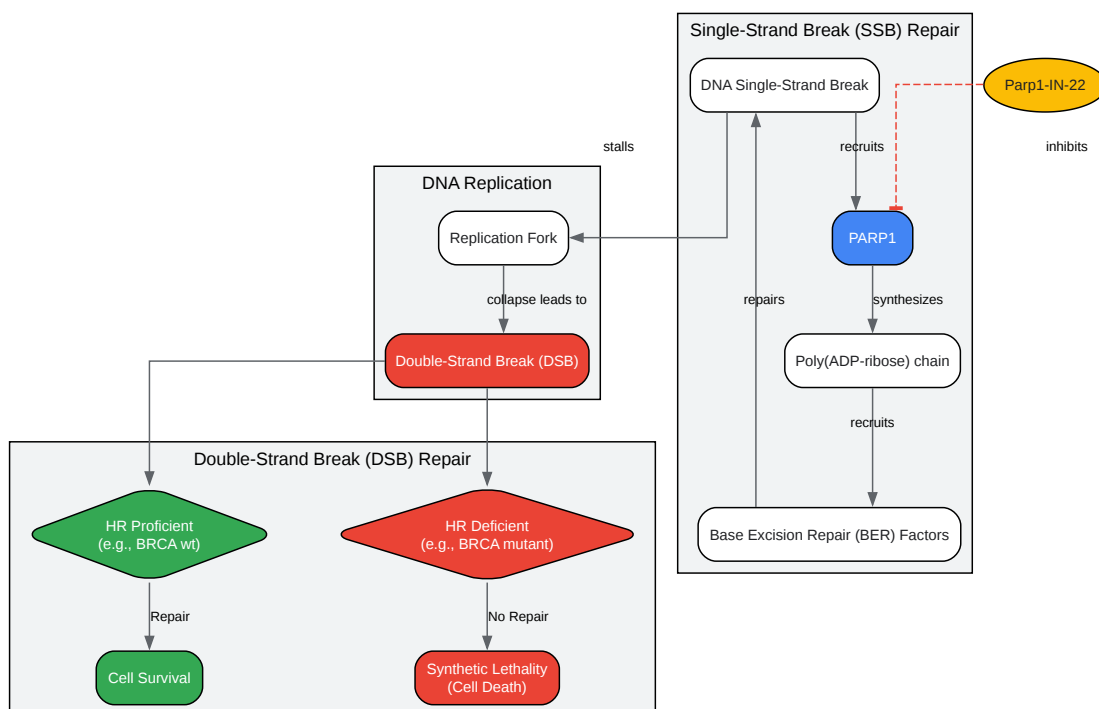 Single-Strand Break (SSB) Repair
DNA Single-Strand Break
Parp1-IN-22
stalls
recruits
inhibits
DNA Replication
Replication Fork
PARP1
collapse leads to
repairs
synthesizes
Double-Strand Break (DSB)
Poly(ADP-ribose) chain
recruits
Double-Strand Break (DSB) Repair
HR Proficient
(e.g., BRCA wt)
HR Deficient
(e.g., BRCA mutant)
Base Excision Repair (BER) Factors
Repair
No Repair
Cell Survival
Synthetic Lethality
(Cell Death)